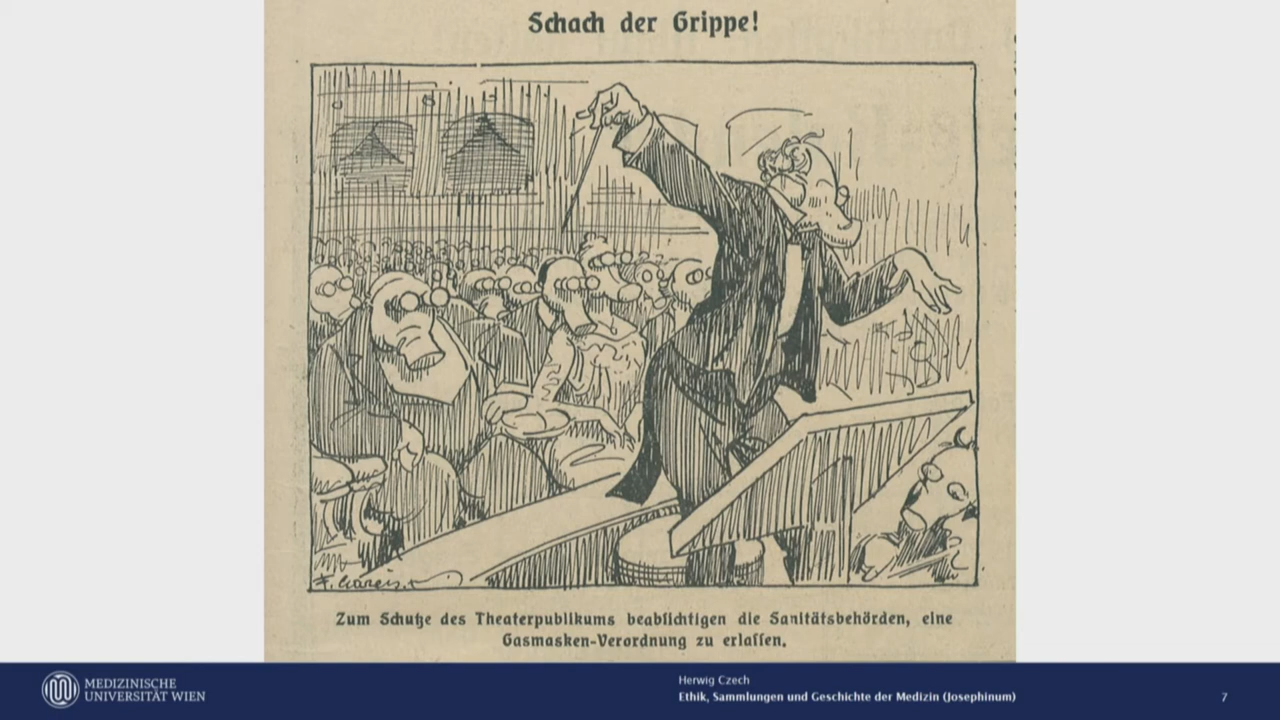 Schach der Grippe!
Zum Schutze des Theaterpublikums beabsichtigen die Sanitätsbehörden, eine
Gasmasken-Verordnung zu erlassen.
MEDIZINISCHE
UNIVERSITÄT WIEN
Herwig Czech
Ethik, Sammlungen und Geschichte der Medizin (Josephinum)
7